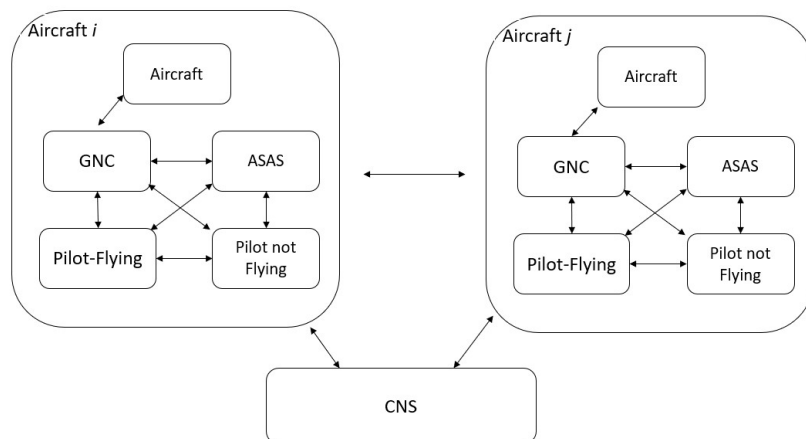 Aircraft i
Aircraft
GNC
ASAS
Pilot-Flying
Pilot not
Flying
Aircraft j
Aircraft
GNC
ASAS
Pilot-Flying
Pilot not
Flying
CNS